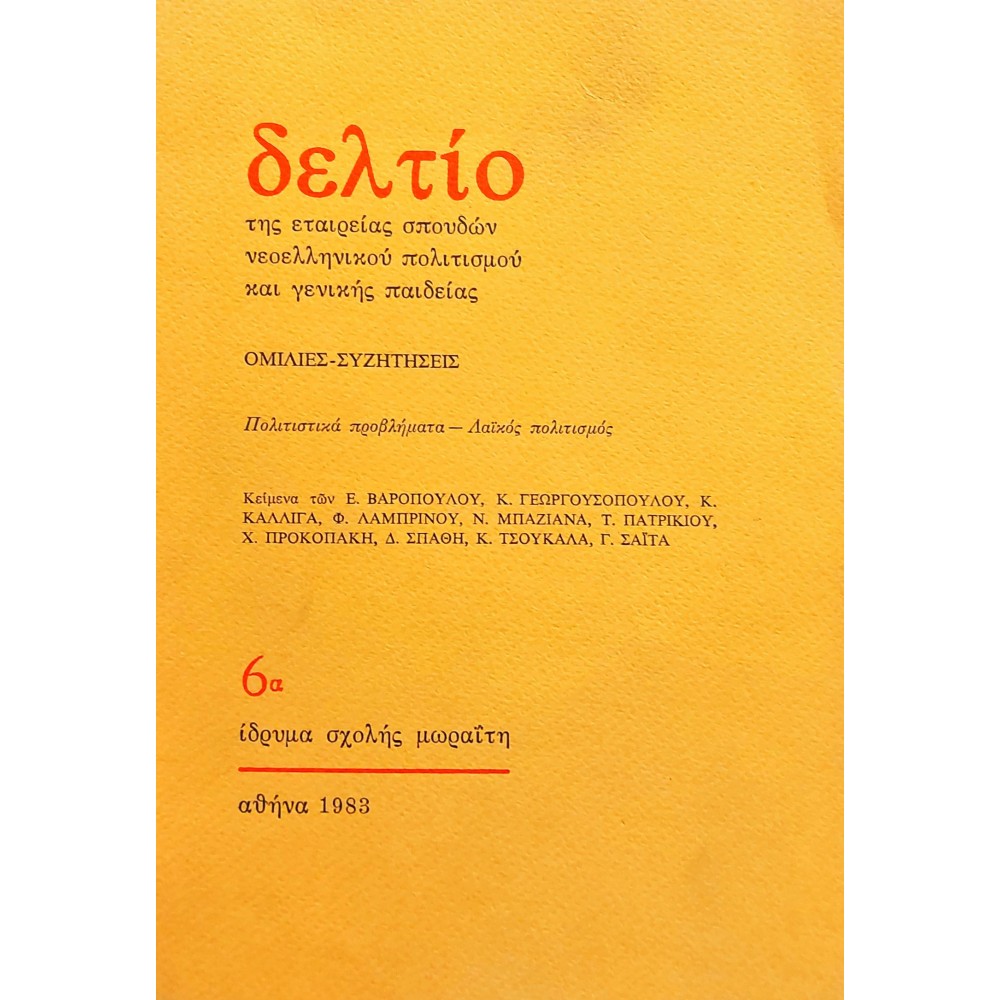 δελτίο
της εταιρείας σπουδών
νεοελληνικού πολιτισμού
και γενικής παιδείας
ΟΜΙΛΙΕΣ-ΣΥΖΗΤΗΣΕΙΣ
Πολιτιστικά προβλήματα — Λαϊκός πολιτισμός
Κείμενα τῶν Ε. ΒΑΡΟΠΟΥΛΟΥ, Κ. ΓΕΩΡΓΟΥΣΟΠΟΥΛΟΥ, Κ.
ΚΑΛΛΙΓΑ, Φ. ΛΑΜΠΡΙΝΟΥ, Ν. ΜΠΑΖΙΑΝΑ, Τ. ΠΑΤΡΙΚΙΟΥ,
Χ. ΠΡΟΚΟΠΑΚΗ, Δ. ΣΠΑΘΗ, Κ. ΤΣΟΥΚΑΛΑ, Γ. ΣΑΪΤΑ
6α
ίδρυμα σχολής μωραΐτη
αθήνα 1983